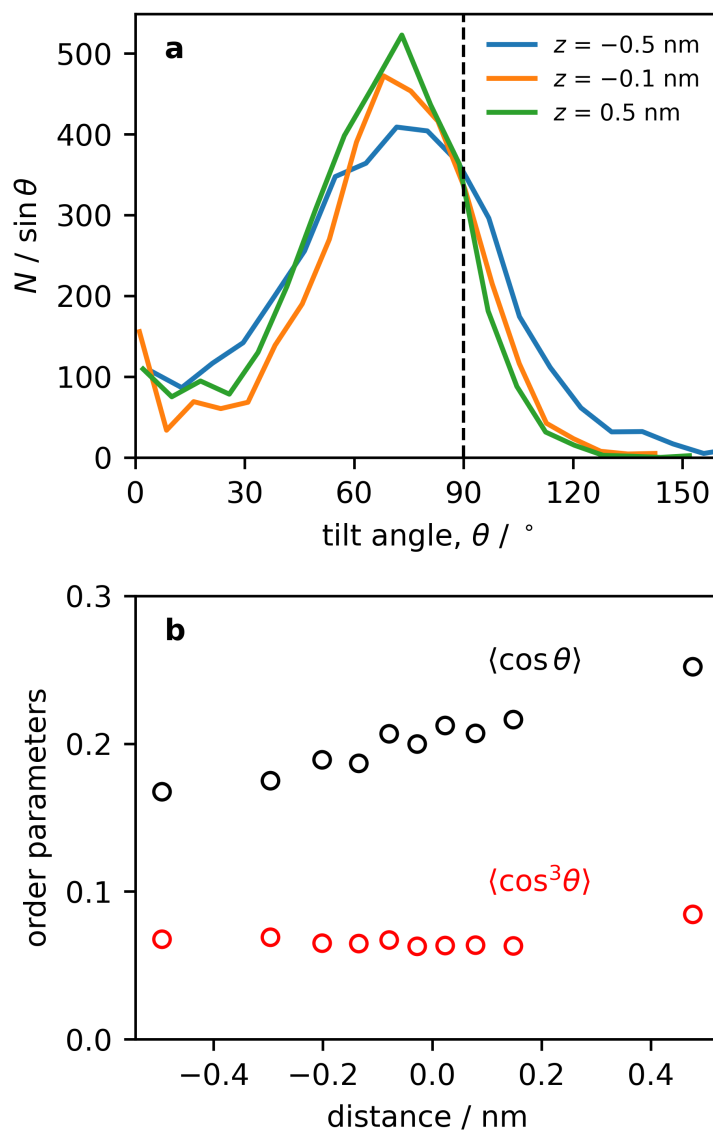 a
z = −0.5 nm
z = −0.1 nm
z = 0.5 nm
500
400
300
200
100
0
N / sin θ
0 30 60 90 120 150
tilt angle, θ / °
b
0.3
0.2
0.1
0.0
order parameters
⟨cos θ⟩
⟨cos³θ⟩
−0.4 −0.2 0.0 0.2 0.4
distance / nm